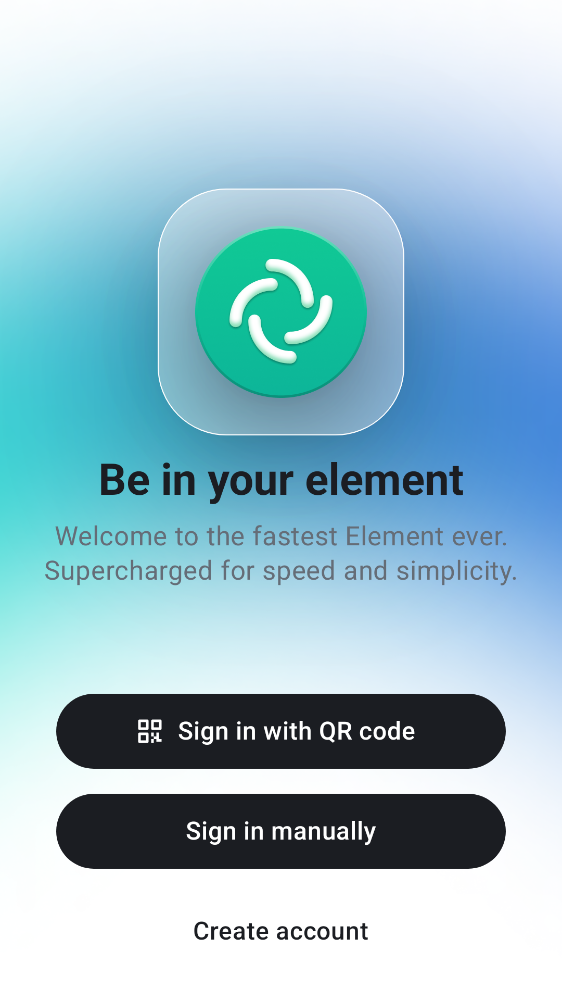 Be in your element
Welcome to the fastest Element ever.
Supercharged for speed and simplicity.
Sign in with QR code
Sign in manually
Create account